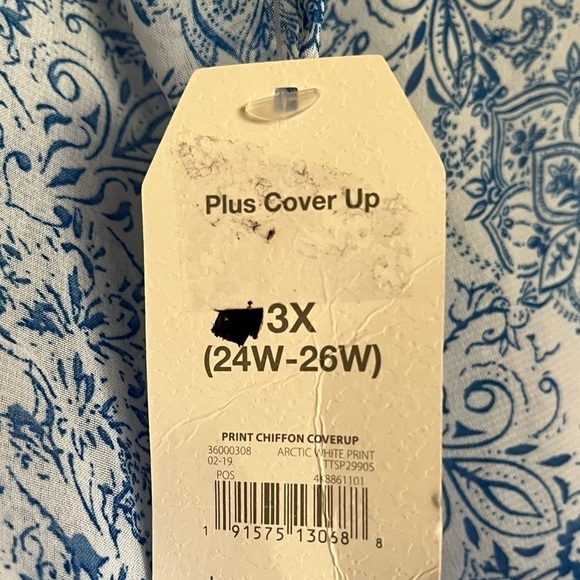 Plus Cover Up
3X
(24W-26W)
PRINT CHIFFON COVERUP
36000308 ARCTIC WHITE PRINT
02-19 TTSP29905
POS 4K8861101
1 91575 13068 8